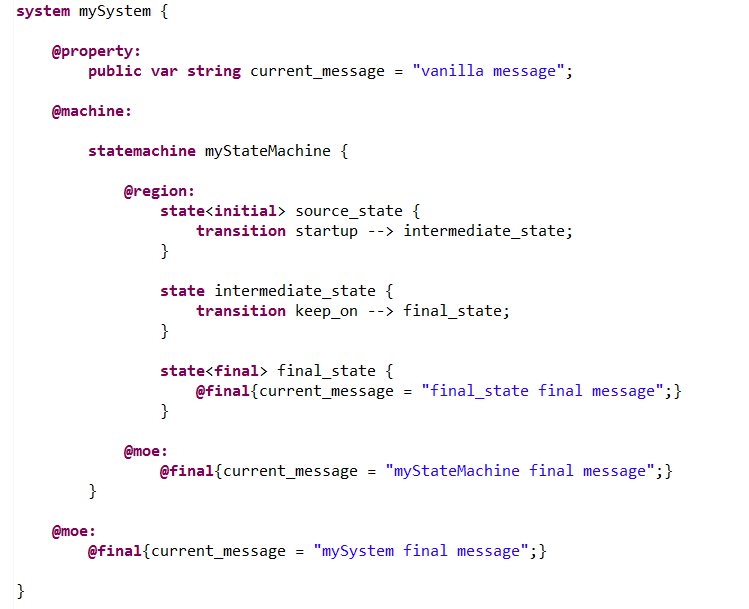 system mySystem {
@property:
public var string current_message = "vanilla message";
@machine:
statemachine myStateMachine {
@region:
state<initial> source_state {
transition startup --> intermediate_state;
}
state intermediate_state {
transition keep_on --> final_state;
}
state<final> final_state {
@final{current_message = "final_state final message";}
}
@moe:
@final{current_message = "myStateMachine final message";}
}
@moe:
@final{current_message = "mySystem final message";}
}